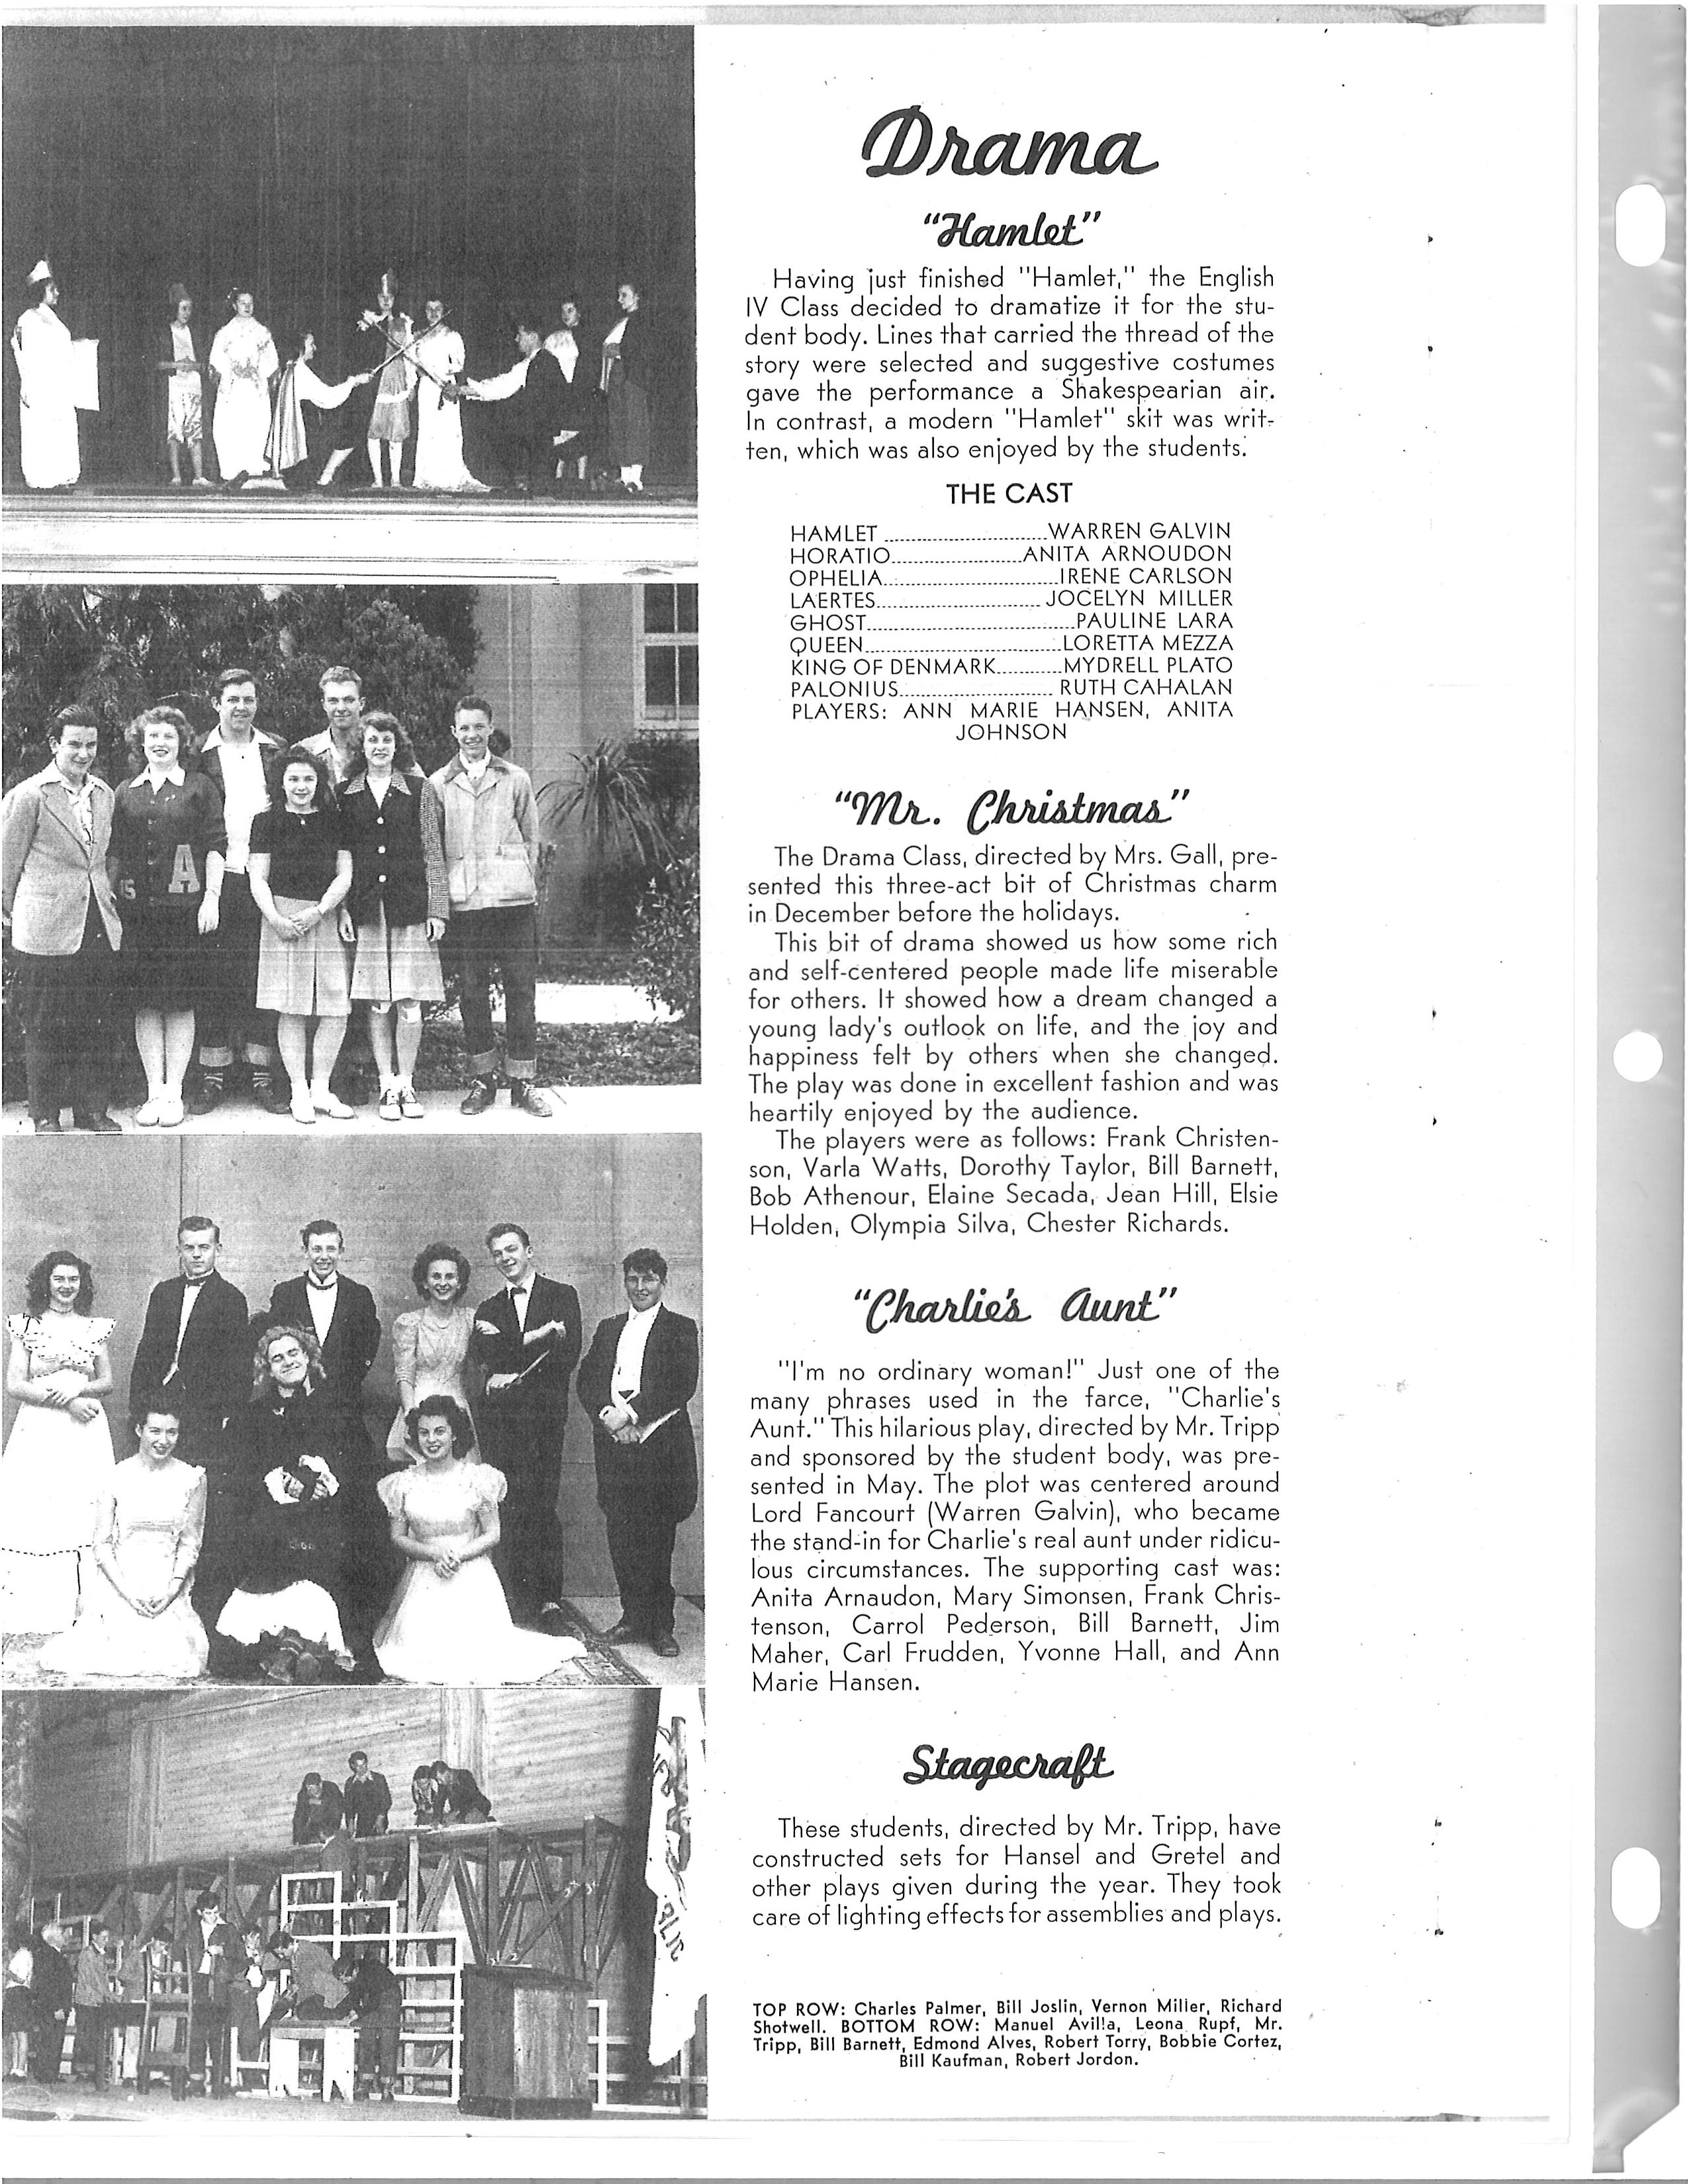 Drama
"Hamlet"
Having just finished "Hamlet," the English
IV Class decided to dramatize it for the stu-
dent body. Lines that carried the thread of the
story were selected and suggestive costumes
gave the performance a Shakespearian air.
In contrast, a modern "Hamlet" skit was writ-
ten, which was also enjoyed by the students.
THE CAST
HAMLET WARREN GALVIN
HORATIO ANITA ARNOUDON
OPHELIA IRENE CARLSON
LAERTES JOCELYN MILLER
GHOST PAULINE LARA
QUEEN LORETTA MEZZA
KING OF DENMARK MYDRELL PLATO
PALONIUS RUTH CAHALAN
PLAYERS: ANN MARIE HANSEN, ANITA
JOHNSON
"Mr. Christmas"
The Drama Class, directed by Mrs. Gall, pre-
sented this three-act bit of Christmas charm
in December before the holidays.
This bit of drama showed us how some rich
and self-centered people made life miserable
for others. It showed how a dream changed a
young lady's outlook on life, and the joy and
happiness felt by others when she changed.
The play was done in excellent fashion and was
heartily enjoyed by the audience.
The players were as follows: Frank Christen-
son, Varla Watts, Dorothy Taylor, Bill Barnett,
Bob Athenour, Elaine Secada, Jean Hill, Elsie
Holden, Olympia Silva, Chester Richards.
"Charlie's Aunt"
"I'm no ordinary woman!" Just one of the
many phrases used in the farce, "Charlie's
Aunt." This hilarious play, directed by Mr. Tripp
and sponsored by the student body, was pre-
sented in May. The plot was centered around
Lord Fancourt (Warren Galvin), who became
the stand-in for Charlie's real aunt under ridicu-
lous circumstances. The supporting cast was:
Anita Arnaudon, Mary Simonsen, Frank Chris-
tenson, Carrol Pederson, Bill Barnett, Jim
Maher, Carl Frudden, Yvonne Hall, and Ann
Marie Hansen.
Stagecraft
These students, directed by Mr. Tripp, have
constructed sets for Hansel and Gretel and
other plays given during the year. They took
care of lighting effects for assemblies and plays.
TOP ROW: Charles Palmer, Bill Joslin, Vernon Miller, Richard
Shotwell. BOTTOM ROW: Manuel Avilla, Leona Rupf, Mr.
Tripp, Bill Barnett, Edmond Alves, Robert Torry, Bobbie Cortez,
Bill Kaufman, Robert Jordon.
A